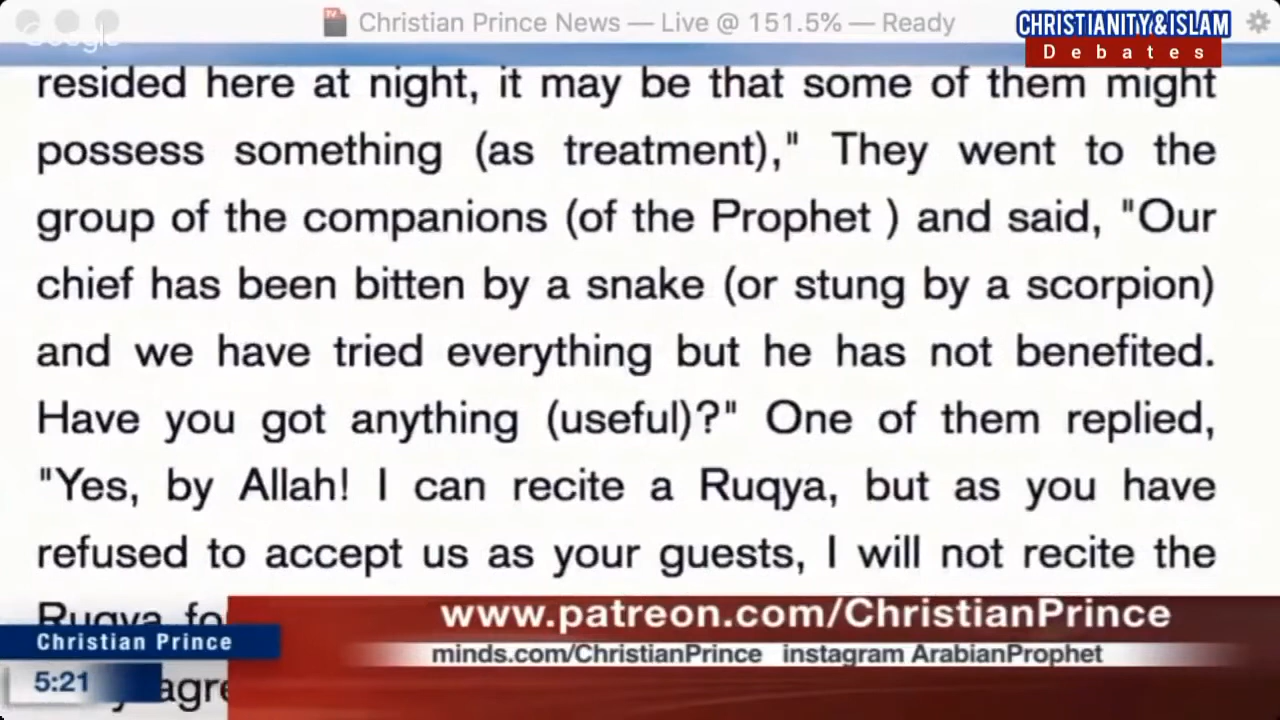 Christian Prince News — Live @ 151.5% — Ready
CHRISTIANITY & ISLAM
Debates
Google
resided here at night, it may be that some of them might
possess something (as treatment)," They went to the
group of the companions (of the Prophet ) and said, "Our
chief has been bitten by a snake (or stung by a scorpion)
and we have tried everything but he has not benefited.
Have you got anything (useful)?" One of them replied,
"Yes, by Allah! I can recite a Ruqya, but as you have
refused to accept us as your guests, I will not recite the
Ruqya fo
www.patreon.com/ChristianPrince
Christian Prince
minds.com/ChristianPrince instagram ArabianProphet
5:21
agre